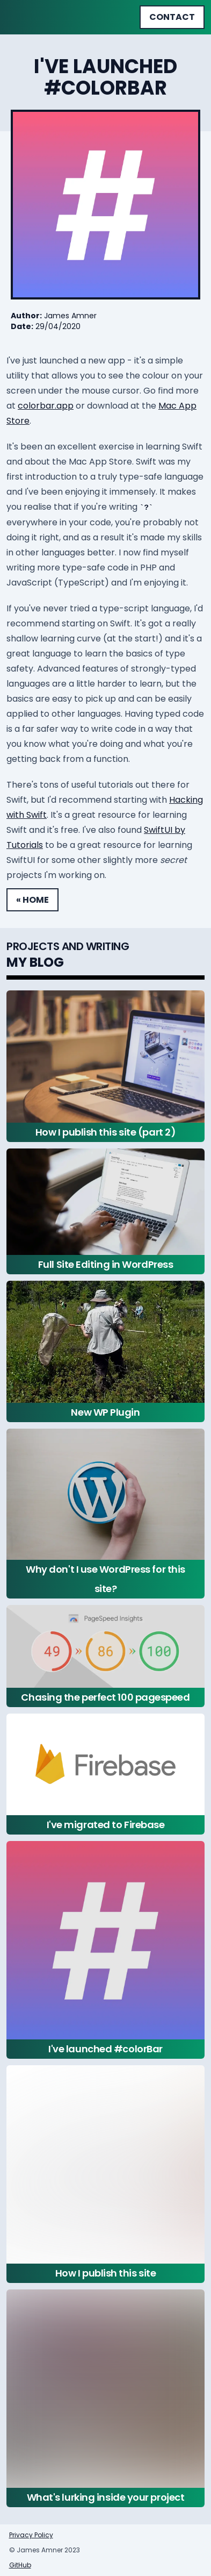 CONTACT
I'VE LAUNCHED
#COLORBAR
#
Author: James Amner
Date: 29/04/2020
I've just launched a new app - it's a simple
utility that allows you to see the colour on your
screen under the mouse cursor. Go find more
at colorbar.app or download at the Mac App
Store.
It's been an excellent exercise in learning Swift
and about the Mac App Store. Swift was my
first introduction to a truly type-safe language
and I've been enjoying it immensely. It makes
you realise that if you're writing `?`
everywhere in your code, you're probably not
doing it right, and as a result it's made my skills
in other languages better. I now find myself
writing more type-safe code in PHP and
JavaScript (TypeScript) and I'm enjoying it.
If you've never tried a type-script language, I'd
recommend starting on Swift. It's got a really
shallow learning curve (at the start!) and it's a
great language to learn the basics of type
safety. Advanced features of strongly-typed
languages are a little harder to learn, but the
basics are easy to pick up and can be easily
applied to other languages. Having typed code
is a far safer way to write code in a way that
you know what you're doing and what you're
getting back from a function.
There's tons of useful tutorials out there for
Swift, but I'd recommend starting with Hacking
with Swift. It's a great resource for learning
Swift and it's free. I've also found SwiftUI by
Tutorials to be a great resource for learning
SwiftUI for some other slightly more secret
projects I'm working on.
« HOME
PROJECTS AND WRITING
MY BLOG
How I publish this site (part 2)
Full Site Editing in WordPress
New WP Plugin
Why don't I use WordPress for this
site?
PageSpeed Insights
49 » 86 » 100
Chasing the perfect 100 pagespeed
Firebase
I've migrated to Firebase
#
I've launched #colorBar
How I publish this site
What's lurking inside your project
Privacy Policy
© James Amner 2023
GitHub